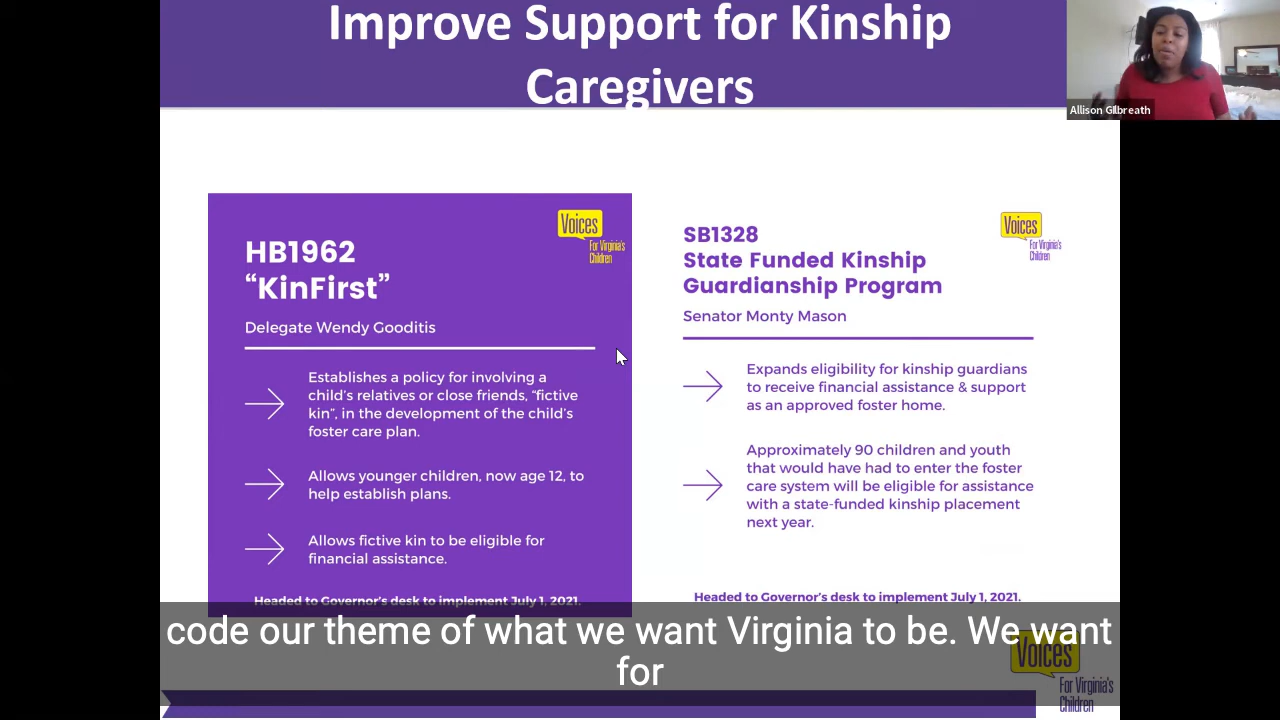 Improve Support for Kinship
Caregivers
Allison Gilbreath
Voices
For Virginia's
Children
HB1962
“KinFirst”
Delegate Wendy Gooditis
Establishes a policy for involving a
child's relatives or close friends, “fictive
kin”, in the development of the child's
foster care plan.
Allows younger children, now age 12, to
help establish plans.
Allows fictive kin to be eligible for
financial assistance.
Headed to Governor's desk to implement July 1, 2021.
Voices
For Virginia's
Children
SB1328
State Funded Kinship
Guardianship Program
Senator Monty Mason
Expands eligibility for kinship guardians
to receive financial assistance & support
as an approved foster home.
Approximately 90 children and youth
that would have had to enter the foster
care system will be eligible for assistance
with a state-funded kinship placement
next year.
Headed to Governor's desk to implement July 1, 2021.
code our theme of what we want Virginia to be. We want
for
Voices
For Virginia's
Children